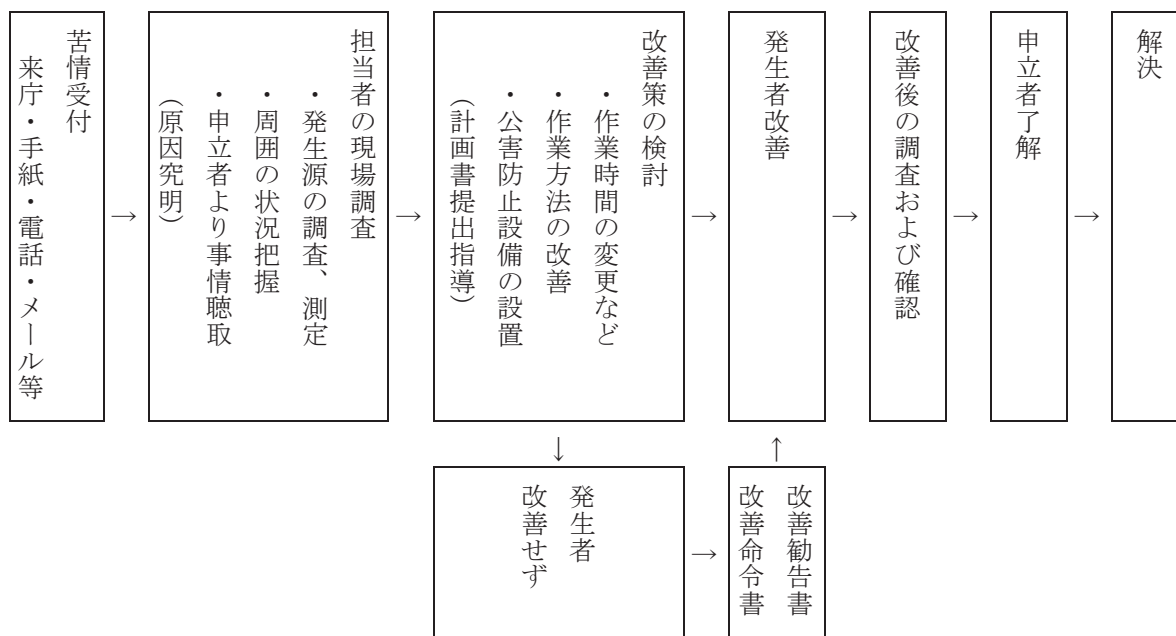 苦情受付
来庁・手紙・電話・メール等
→
担当者の現場調査
・発生源の調査、測定
・周囲の状況把握
・申立者より事情聴取
(原因究明)
→
改善策の検討
・作業時間の変更など
・作業方法の改善
・公害防止設備の設置
(計画書提出指導)
→
発生者改善
→
改善後の調査および確認
→
申立者了解
→
解決
↓
発生者
改善せず
→
改善勧告書
改善命令書
↑